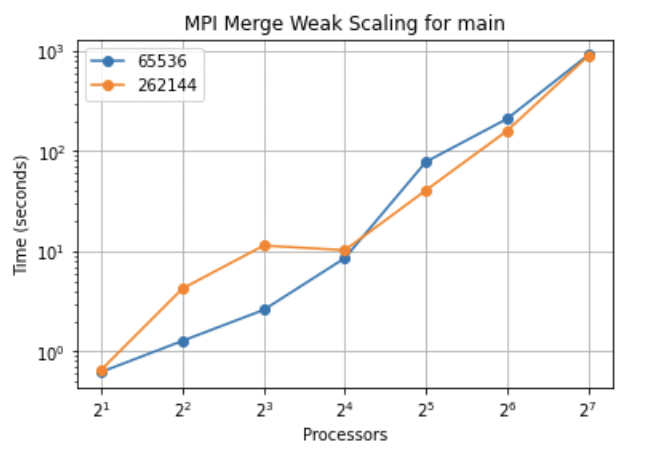 MPI Merge Weak Scaling for main
65536
262144
Time (seconds)
10³
10²
10¹
10⁰
2¹ 2² 2³ 2⁴ 2⁵ 2⁶ 2⁷
Processors